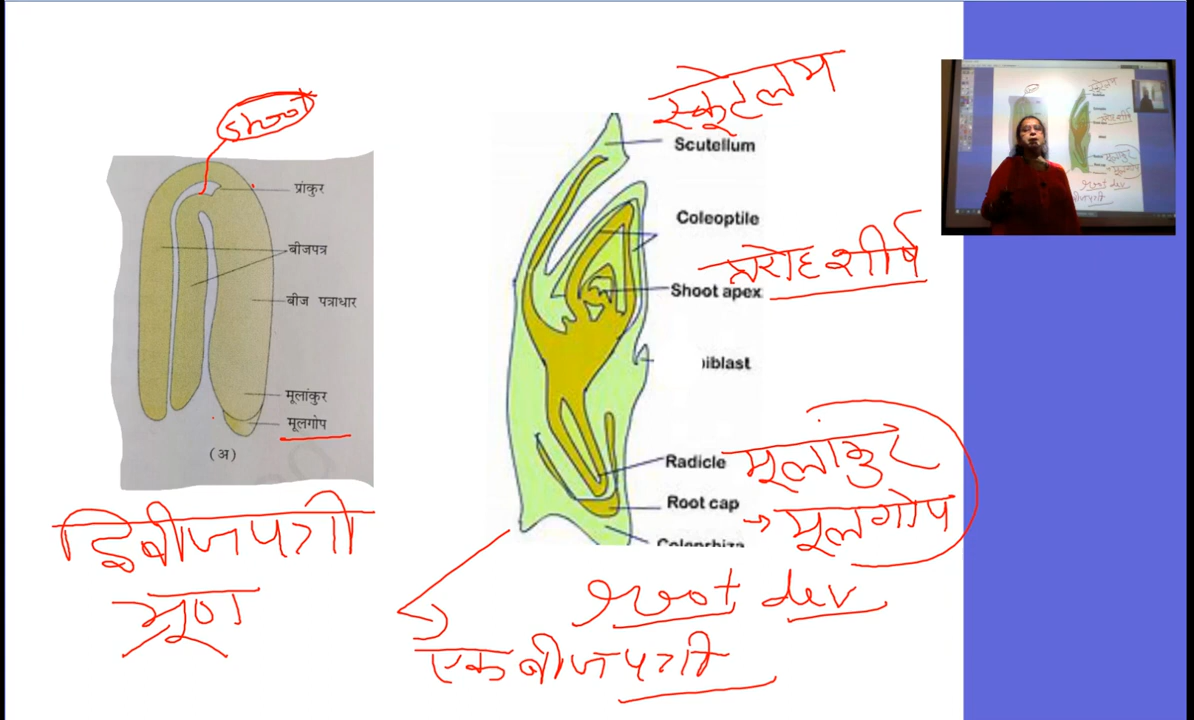 shoot
प्रांकुर
बीजपत्र
बीज पत्राधार
मूलांकुर
मूलगोप
(अ)
द्विबीजपत्री
भ्रूण
स्कूटेलम
Scutellum
Coleoptile
प्ररोह शीर्ष
Shoot apex
iblast
Radicle मूलांकुर
Root cap → मूलगोप
Coleorhiza
root dev
एकबीजपत्री